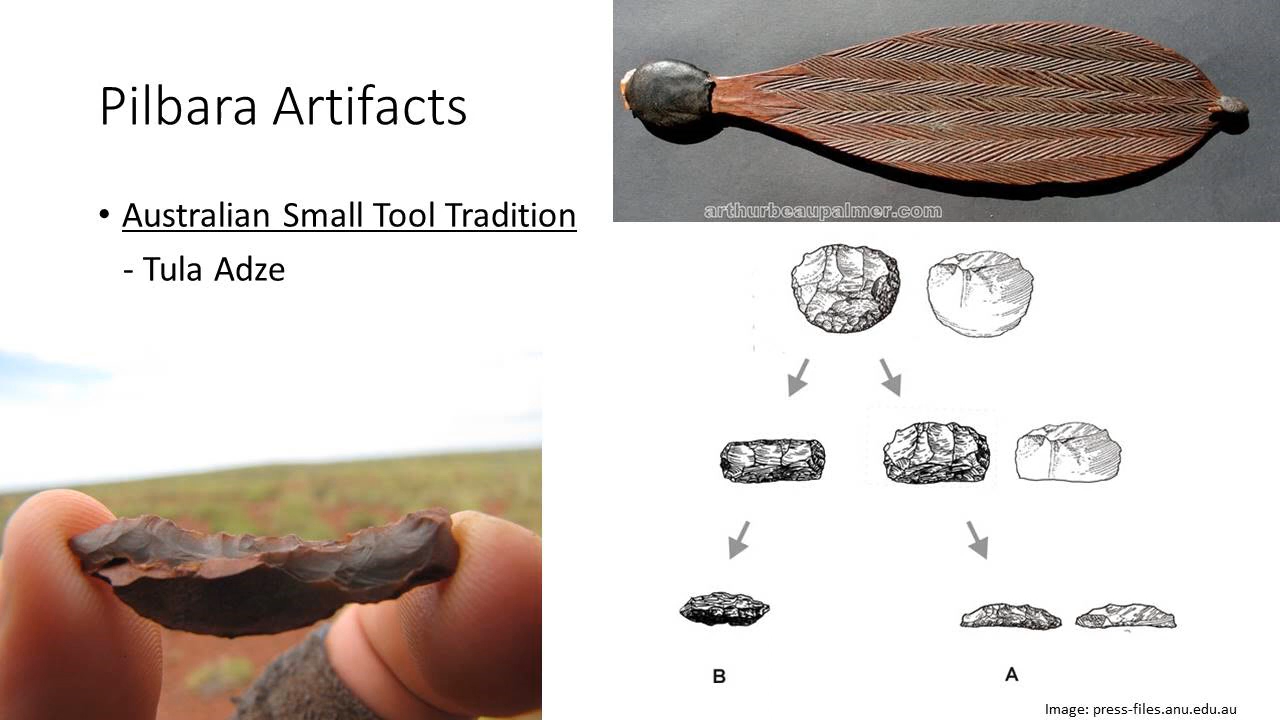 Pilbara Artifacts
• Australian Small Tool Tradition
- Tula Adze
arthurbeaupalmer.com
B
A
Image: press-files.anu.edu.au